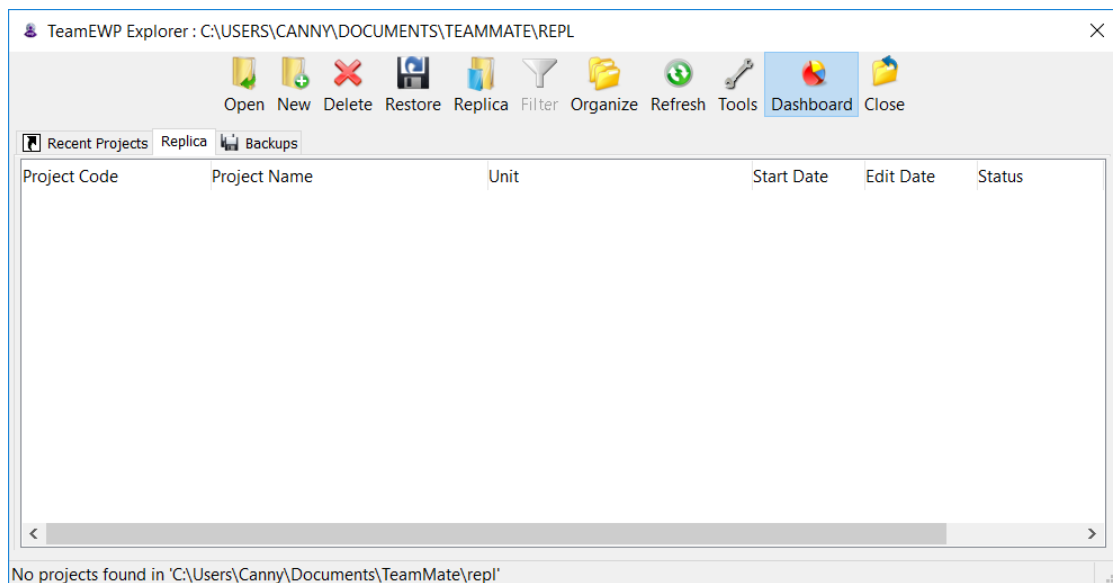 TeamEWP Explorer : C:\USERS\CANNY\DOCUMENTS\TEAMMATE\REPL
Open New Delete Restore Replica Filter Organize Refresh Tools Dashboard Close
Recent Projects Replica Backups
Project Code Project Name Unit Start Date Edit Date Status
No projects found in 'C:\Users\Canny\Documents\TeamMate\repl'